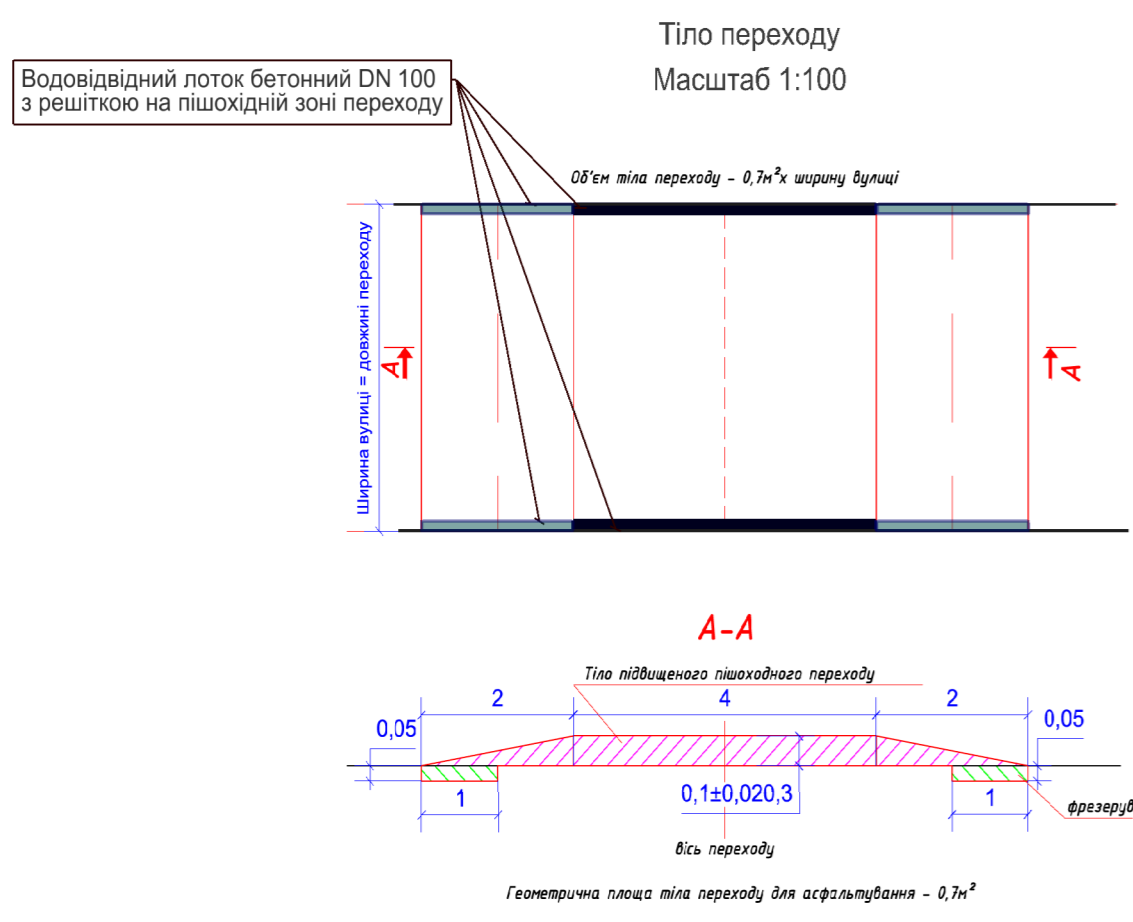 Тіло переходу
Масштаб 1:100
Водовідвідний лоток бетонний DN 100
з решіткою на пішохідній зоні переходу
Об'єм тіла переходу - 0,7м²х ширину вулиці
Ширина вулиці = довжині переходу
А
А
А-А
Тіло підвищеного пішоходного переходу
2
4
2
0,05
0,05
1
0,1±0,020,3
1
фрезерув
вісь переходу
Геометрична площа тіла переходу для асфальтування - 0,7м²